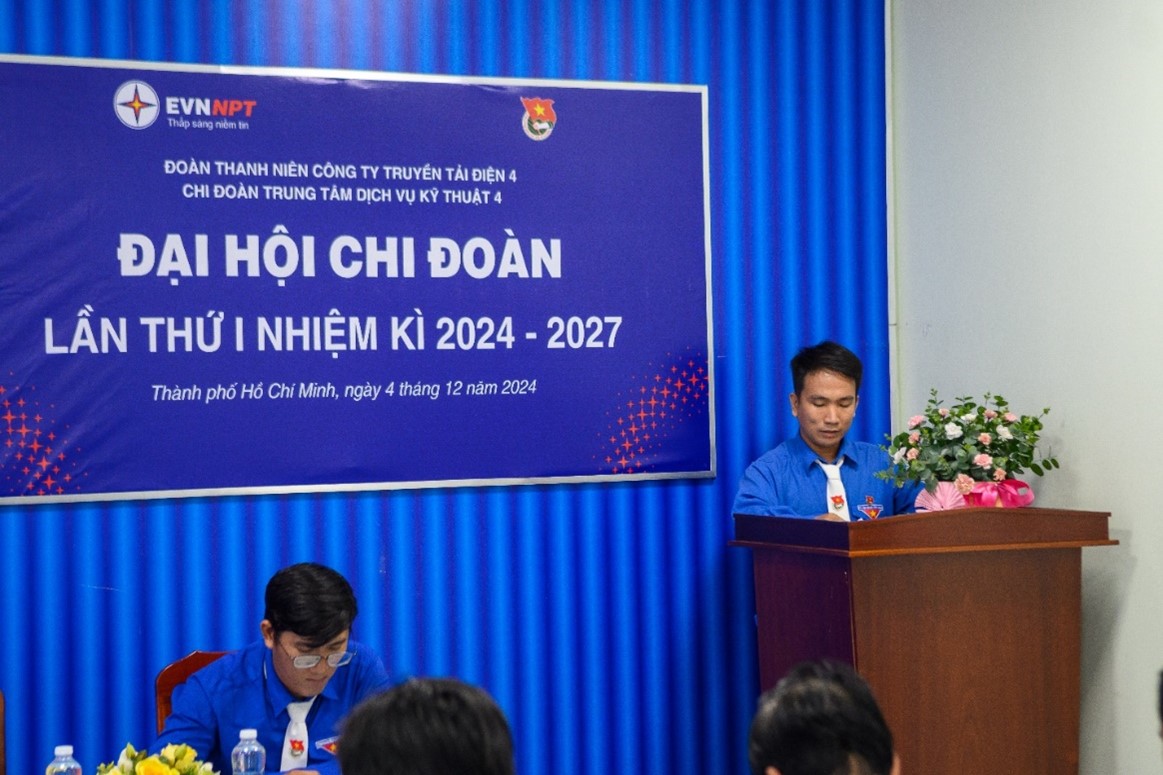 EVNNPT
Thắp sáng niềm tin
ĐOÀN THANH NIÊN CÔNG TY TRUYỀN TẢI ĐIỆN 4
CHI ĐOÀN TRUNG TÂM DỊCH VỤ KỸ THUẬT 4
ĐẠI HỘI CHI ĐOÀN
LẦN THỨ I NHIỆM KÌ 2024 - 2027
Thành phố Hồ Chí Minh, ngày 4 tháng 12 năm 2024